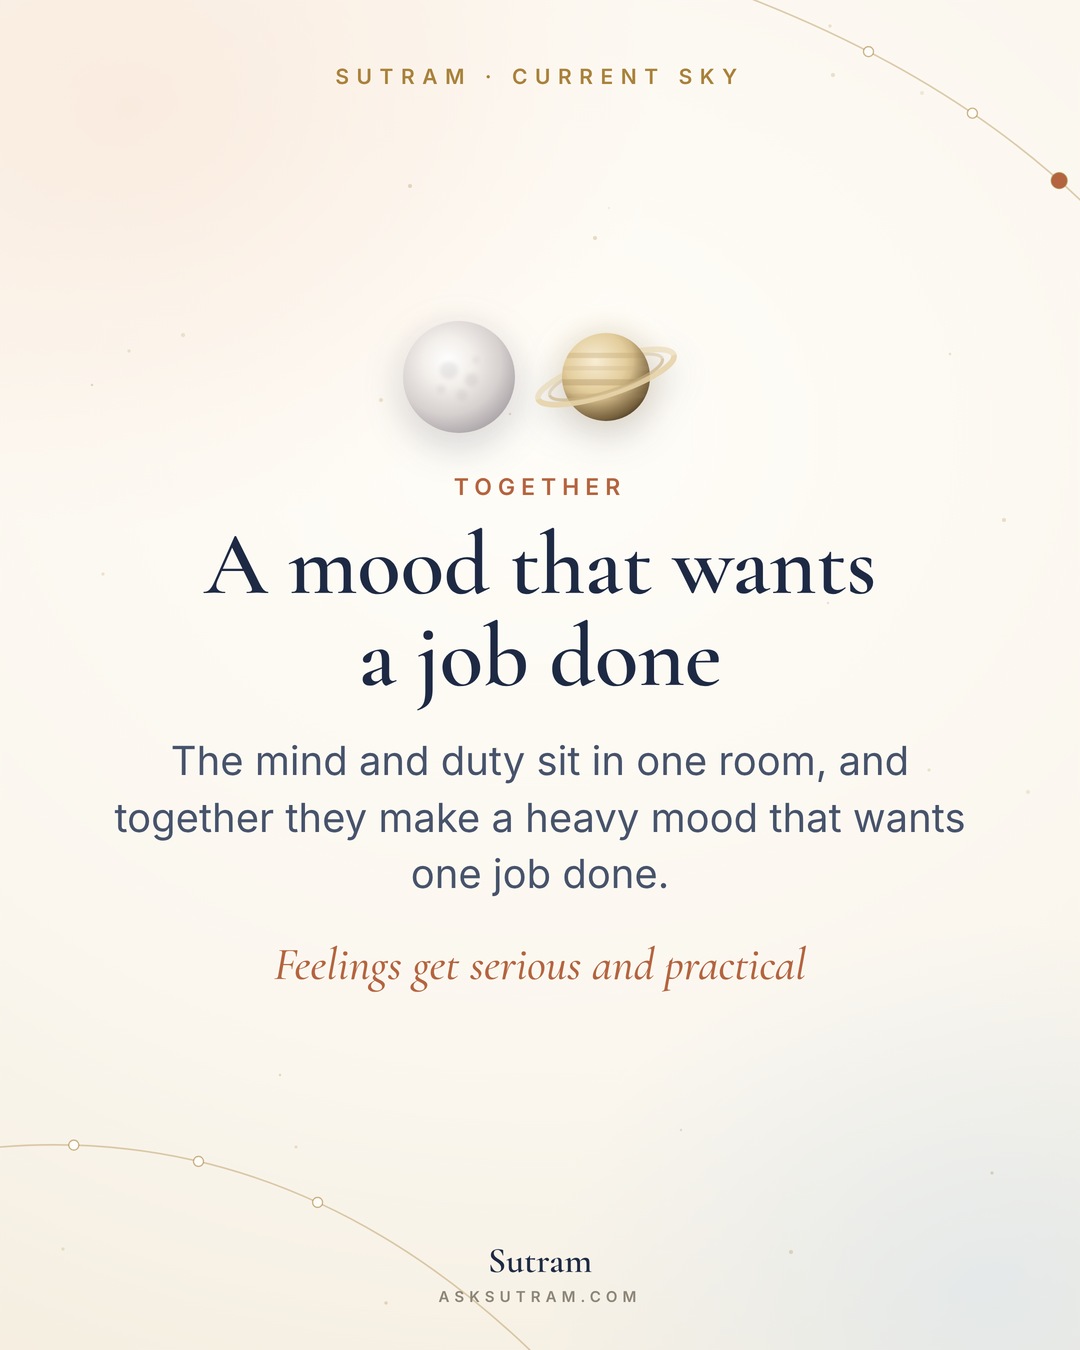 SUTRAM · CURRENT SKY
TOGETHER
A mood that wants
a job done
The mind and duty sit in one room, and
together they make a heavy mood that wants
one job done.
Feelings get serious and practical
Sutram
ASKSUTRAM.COM